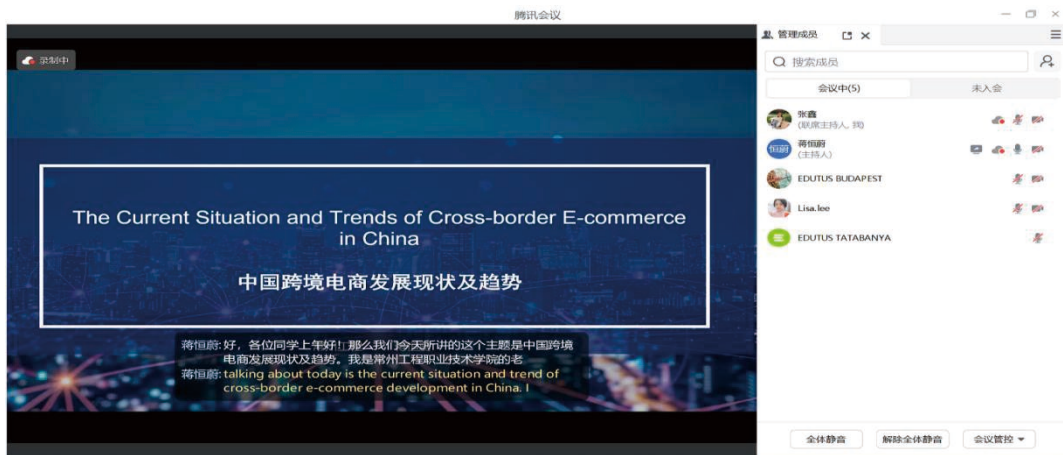 腾讯会议
录制中
The Current Situation and Trends of Cross-border E-commerce
in China
中国跨境电商发展现状及趋势
蒋恒蔚:好，各位同学上午好！那么我们今天所讲的这个主题是中国跨境
电商发展现状及趋势。我是常州工程职业技术学院的老
蒋恒蔚:talking about today is the current situation and trend of
cross-border e-commerce development in China. I
管理成员
搜索成员
会议中(5)
未入会
张鑫
(联席主持人, 我)
恒蔚
蒋恒蔚
(主持人)
EDUTUS BUDAPEST
Lisa.lee
EDUTUS TATABANYA
全体静音
解除全体静音
会议管控